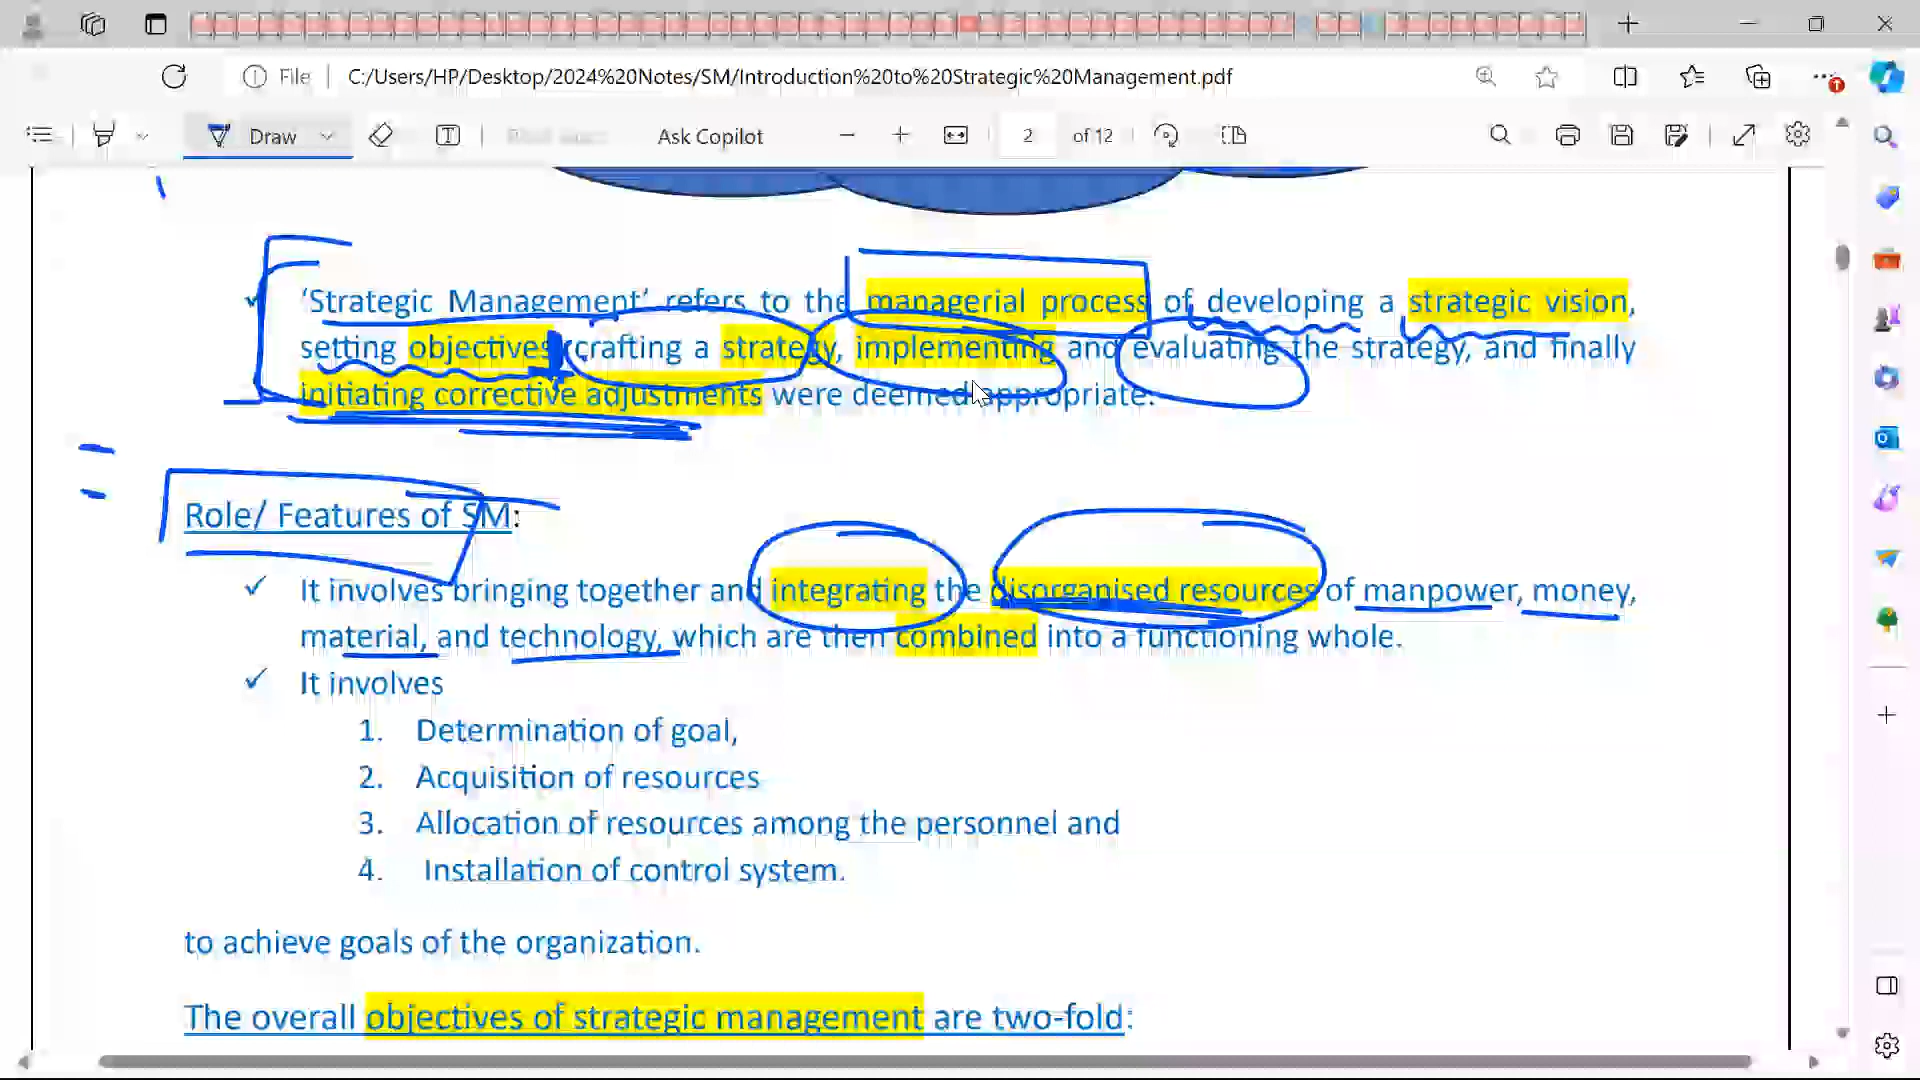 File C:/Users/HP/Desktop/2024%20Notes/SM/Introduction%20to%20Strategic%20Management.pdf
Draw Ask Copilot 2 of 12
‘Strategic Management’ refers to the managerial process of developing a strategic vision,
setting objectives, crafting a strategy, implementing and evaluating the strategy, and finally
initiating corrective adjustments were deemed appropriate.
Role/ Features of SM:
✓ It involves bringing together and integrating the disorganised resources of manpower, money,
material, and technology, which are then combined into a functioning whole.
✓ It involves
1. Determination of goal,
2. Acquisition of resources
3. Allocation of resources among the personnel and
4. Installation of control system.
to achieve goals of the organization.
The overall objectives of strategic management are two-fold: